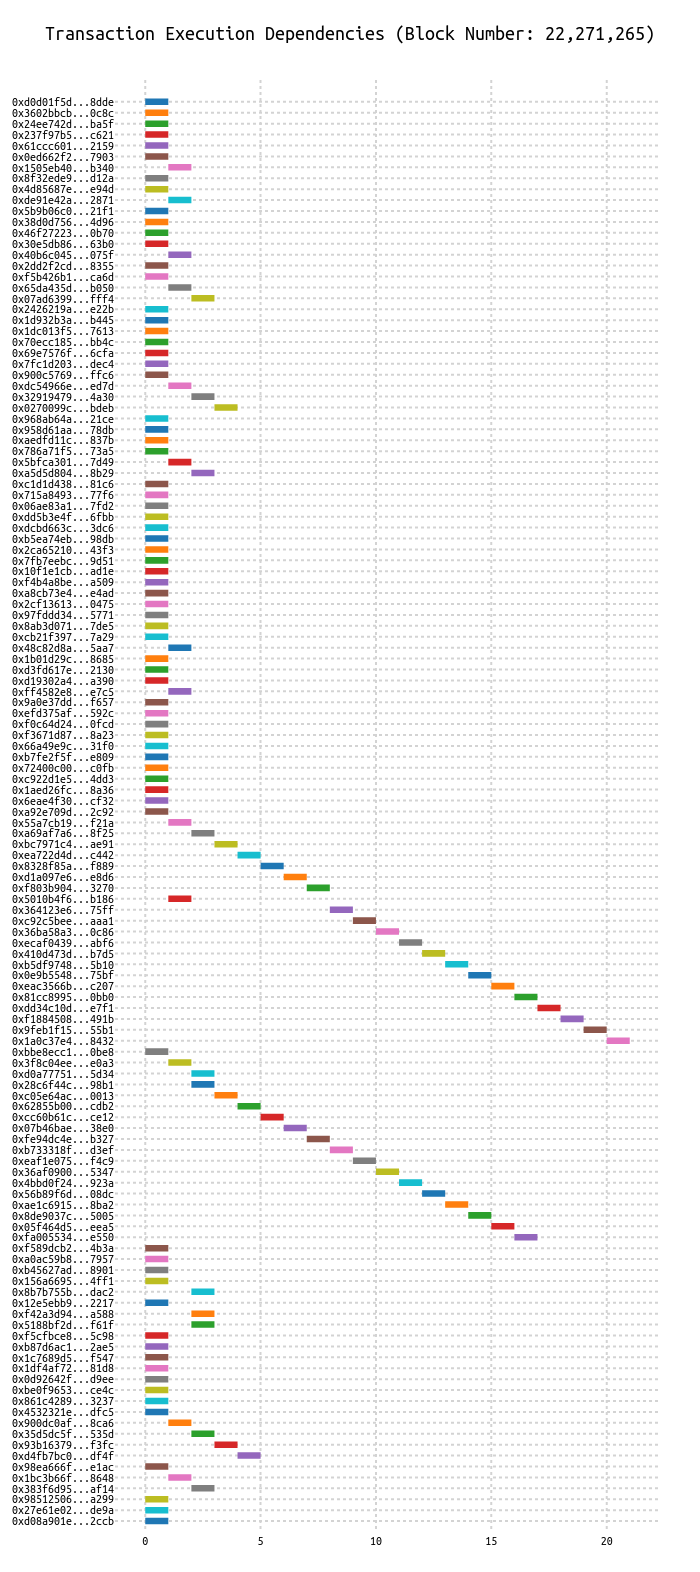 Transaction Execution Dependencies (Block Number: 22,271,265)
0xd0d01f5d...8dde
0x3602bbcb...0c8c
0x24ee742d...ba5f
0x237f97b5...c621
0x61ccc601...2159
0x0ed662f2...7903
0x1505eb40...b340
0x8f32ede9...d12a
0x4d85687e...e94d
0xde91e42a...2871
0x5b9b06c0...21f1
0x38d0d756...4d96
0x46f27223...0b70
0x30e5db86...63b0
0x40b6c045...075f
0x2dd2f2cd...8355
0xf5b426b1...ca6d
0x65da435d...b050
0x07ad6399...fff4
0x2426219a...e22b
0x1d932b3a...b445
0x1dc013f5...7613
0x70ecc185...bb4c
0x69e7576f...6cfa
0x7fc1d203...dec4
0x900c5769...ffc6
0xdc54966e...ed7d
0x32919479...4a30
0x0270099c...bdeb
0x968ab64a...21ce
0x958d61aa...78db
0xaedfd11c...837b
0x786a71f5...73a5
0x5bfca301...7d49
0xa5d5d804...8b29
0xc1d1d438...81c6
0x715a8493...77f6
0x06ae83a1...7fd2
0xdd5b3e4f...6fbb
0xdcbd663c...3dc6
0xb5ea74eb...98db
0x2ca65210...43f3
0x7fb7eebc...9d51
0x10f1e1cb...ad1e
0xf4b4a8be...a509
0xa8cb73e4...e4ad
0x2cf13613...0475
0x97fddd34...5771
0x8ab3d071...7de5
0xcb21f397...7a29
0x48c82d8a...5aa7
0x1b01d29c...8685
0xd3fd617e...2130
0xd19302a4...a390
0xff4582e8...e7c5
0x9a0e37dd...f657
0xefd375af...592c
0xf0c64d24...0fcd
0xf3671d87...8a23
0x66a49e9c...31f0
0xb7fe2f5f...e809
0x72400c00...c0fb
0xc922d1e5...4dd3
0x1aed26fc...8a36
0x6eae4f30...cf32
0xa92e709d...2c92
0x55a7cb19...f21a
0xa69af7a6...8f25
0xbc7971c4...ae91
0xea722d4d...c442
0x8328f85a...f889
0xd1a097e6...e8d6
0xf803b904...3270
0x5010b4f6...b186
0x364123e6...75ff
0xc92c5bee...aaa1
0x36ba58a3...0c86
0xecaf0439...abf6
0x410d473d...b7d5
0xb5df9748...5b10
0x0e9b5548...75bf
0xeac3566b...c207
0x81cc8995...0bb0
0xdd34c10d...e7f1
0xf1884508...491b
0x9feb1f15...55b1
0x1a0c37e4...8432
0xbbe8ecc1...0be8
0x3f8c04ee...e0a3
0xd0a77751...5d34
0x28c6f44c...98b1
0xc05e64ac...0013
0x62855b00...cdb2
0xcc60b61c...ce12
0x07b46bae...38e0
0xfe94dc4e...b327
0xb733318f...d3ef
0xeaf1e075...f4c9
0x36af0900...5347
0x4bbd0f24...923a
0x56b89f6d...08dc
0xae1c6915...8ba2
0x8de9037c...5005
0x05f464d5...eea5
0xfa005534...e550
0xf589dcb2...4b3a
0xa0ac59b8...7957
0xb45627ad...8901
0x156a6695...4ff1
0x8b7b755b...dac2
0x12e5ebb9...2217
0xf42a3d94...a588
0x5188bf2d...f61f
0xf5cfbce8...5c98
0xb87d6ac1...2ae5
0x1c7689d5...f547
0x1df4af72...81d8
0x0d92642f...d9ee
0xbe0f9653...ce4c
0x861c4289...3237
0x4532321e...dfc5
0x900dc0af...8ca6
0x35d5dc5f...535d
0x93b16379...f3fc
0xd4fb7bc0...df4f
0x98ea666f...e1ac
0x1bc3b66f...8648
0x383f6d95...af14
0x98512506...a299
0x27e61e02...de9a
0xd08a901e...2ccb
0 5 10 15 20